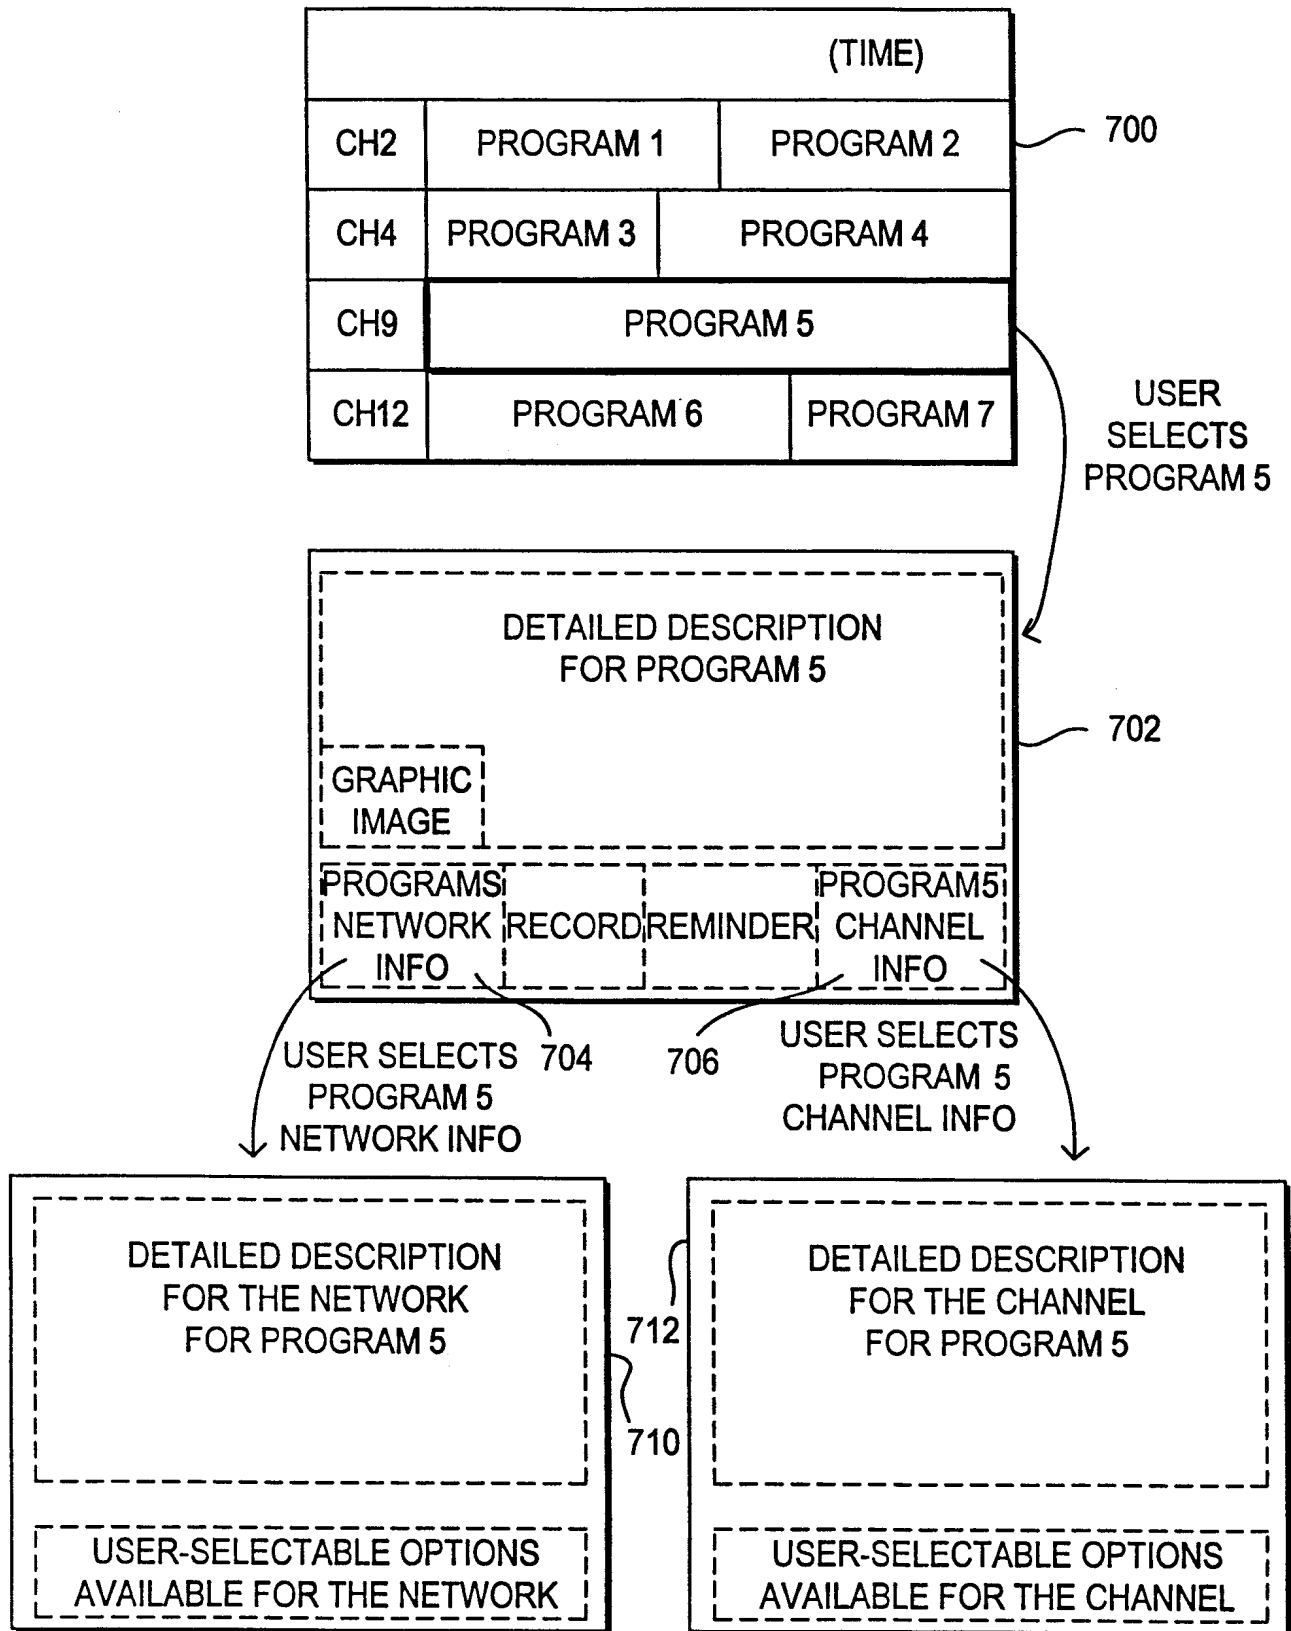 (TIME)
CH2 PROGRAM 1 PROGRAM 2
700
CH4 PROGRAM 3 PROGRAM 4
CH9 PROGRAM 5
CH12 PROGRAM 6 PROGRAM 7
USER
SELECTS
PROGRAM 5
DETAILED DESCRIPTION
FOR PROGRAM 5
702
GRAPHIC
IMAGE
PROGRAMS
NETWORK
INFO
RECORD
REMINDER
PROGRAM5
CHANNEL
INFO
704
706
USER SELECTS
PROGRAM 5
NETWORK INFO
USER SELECTS
PROGRAM 5
CHANNEL INFO
DETAILED DESCRIPTION
FOR THE NETWORK
FOR PROGRAM 5
710
USER-SELECTABLE OPTIONS
AVAILABLE FOR THE NETWORK
712
DETAILED DESCRIPTION
FOR THE CHANNEL
FOR PROGRAM 5
USER-SELECTABLE OPTIONS
AVAILABLE FOR THE CHANNEL